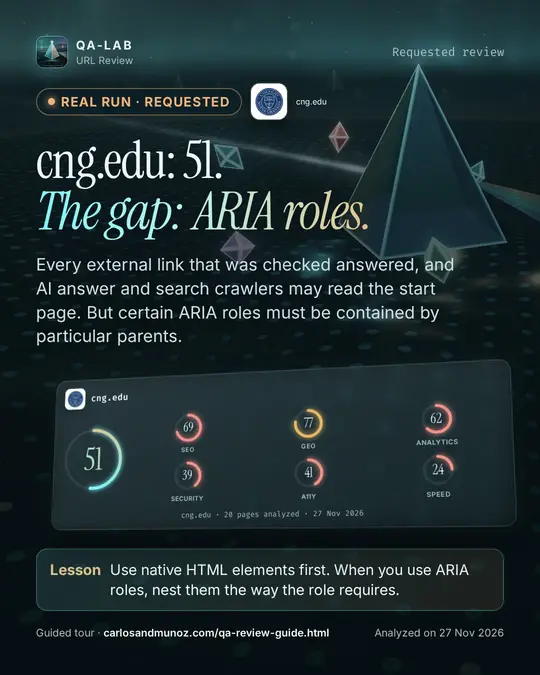 QA-LAB
URL Review
Requested review
REAL RUN · REQUESTED
cng.edu
cng.edu: 51.
The gap: ARIA roles.
Every external link that was checked answered, and
AI answer and search crawlers may read the start
page. But certain ARIA roles must be contained by
particular parents.
cng.edu
51
69
SEO
77
GEO
62
ANALYTICS
39
SECURITY
41
A11Y
24
SPEED
cng.edu · 20 pages analyzed · 27 Nov 2026
Lesson
Use native HTML elements first. When you use ARIA
roles, nest them the way the role requires.
Guided tour · carlosandmunoz.com/qa-review-guide.html
Analyzed on 27 Nov 2026